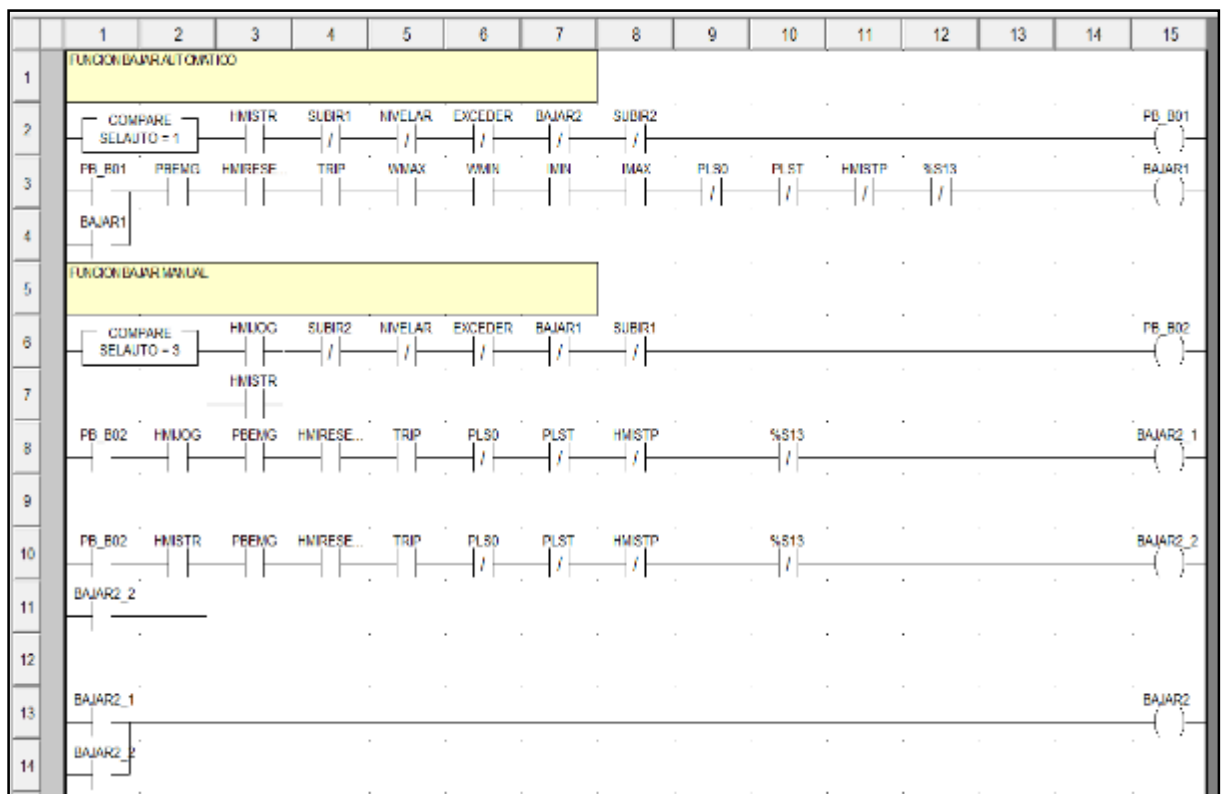 1 2 3 4 5 6 7 8 9 10 11 12 13 14 15
FUNCION BAJAR AUTOMATICO
1
COMPARE HMISTR SUBIR1 NIVELAR EXCEDER BAJAR2 SUBIR2 PB_B01
2 SELAUTO = 1 / / / / / ( )
PB_B01 PBEMG HMIRESE... TRIP WMAX WMIN IMIN IMAX PLS0 PLST HMISTP %S13 BAJAR1
3 / / / / ( )
BAJAR1
4
FUNCION BAJAR MANUAL
5
COMPARE HMIJOG SUBIR2 NIVELAR EXCEDER BAJAR1 SUBIR1 PB_B02
6 SELAUTO = 3 / / / / / ( )
HMISTR
7
PB_B02 HMIJOG PBEMG HMIRESE... TRIP PLS0 PLST HMISTP %S13 BAJAR2_1
8 / / / / ( )
9
PB_B02 HMISTR PBEMG HMIRESE... TRIP PLS0 PLST HMISTP %S13 BAJAR2_2
10 / / / / ( )
BAJAR2_2
11
12
BAJAR2_1 BAJAR2
13 ( )
BAJAR2_2
14